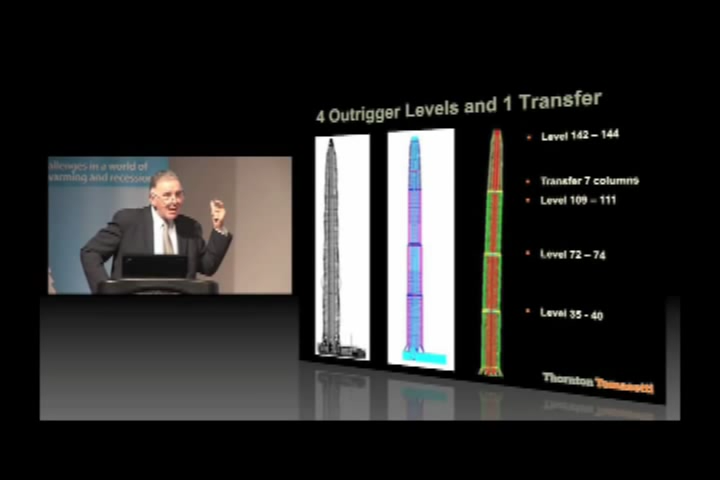 4 Outrigger Levels and 1 Transfer
allenges in a world of
warming and recession
Level 142 – 144
Transfer 7 columns
Level 109 – 111
Level 72 – 74
Level 35 - 40
Thornton Tomasetti